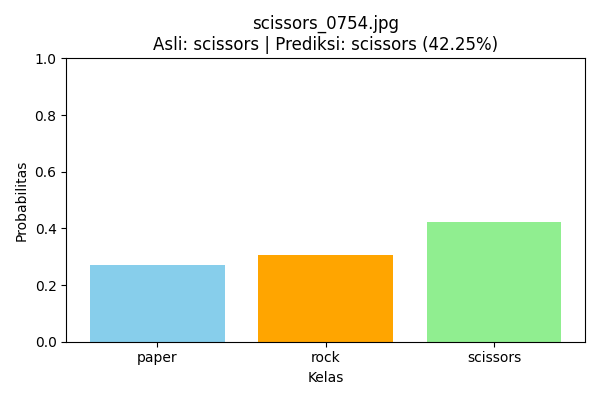 scissors_0754.jpg
Asli: scissors | Prediksi: scissors (42.25%)
1.0
0.8
0.6
0.4
0.2
0.0
Probabilitas
paper
rock
scissors
Kelas